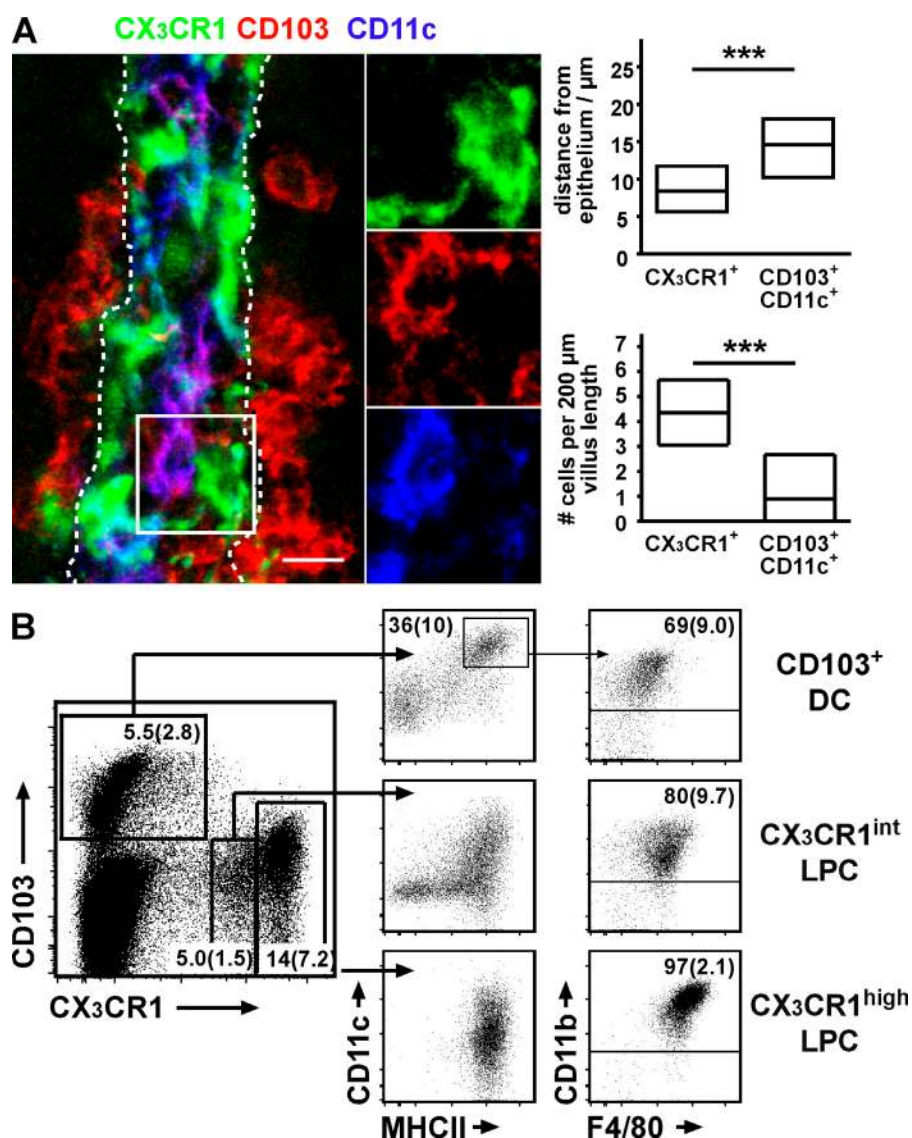 A
CX₃CR1 CD103 CD11c
distance from
epithelium / µm
25
20
15
10
5
0
***
CX₃CR1⁺
CD103⁺
CD11c⁺
# cells per 200 µm
villus length
7
6
5
4
3
2
1
0
***
CX₃CR1⁺
CD103⁺
CD11c⁺
B
CD103
CX₃CR1
5.5(2.8)
5.0(1.5)
14(7.2)
36(10)
69(9.0)
CD103⁺
DC
80(9.7)
CX₃CR1ⁱⁿᵗ
LPC
97(2.1)
CX₃CR1ʰⁱᵍʰ
LPC
CD11c
MHCII
CD11b
F4/80